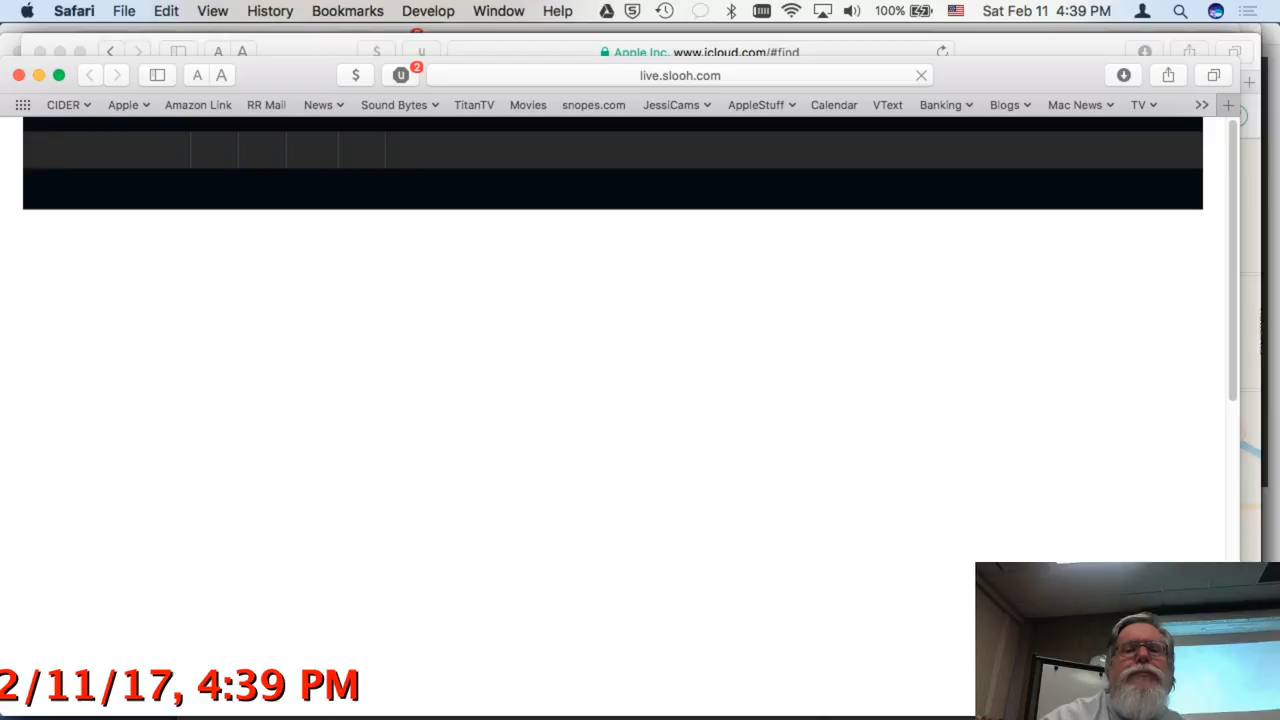 Safari File Edit View History Bookmarks Develop Window Help 5 100% Sat Feb 11 4:39 PM
A A $ u Apple Inc. www.icloud.com/#find
A A $ u 2 live.slooh.com
CIDER Apple Amazon Link RR Mail News Sound Bytes TitanTV Movies snopes.com JessiCams AppleStuff Calendar VText Banking Blogs Mac News TV >> +
2/11/17, 4:39 PM